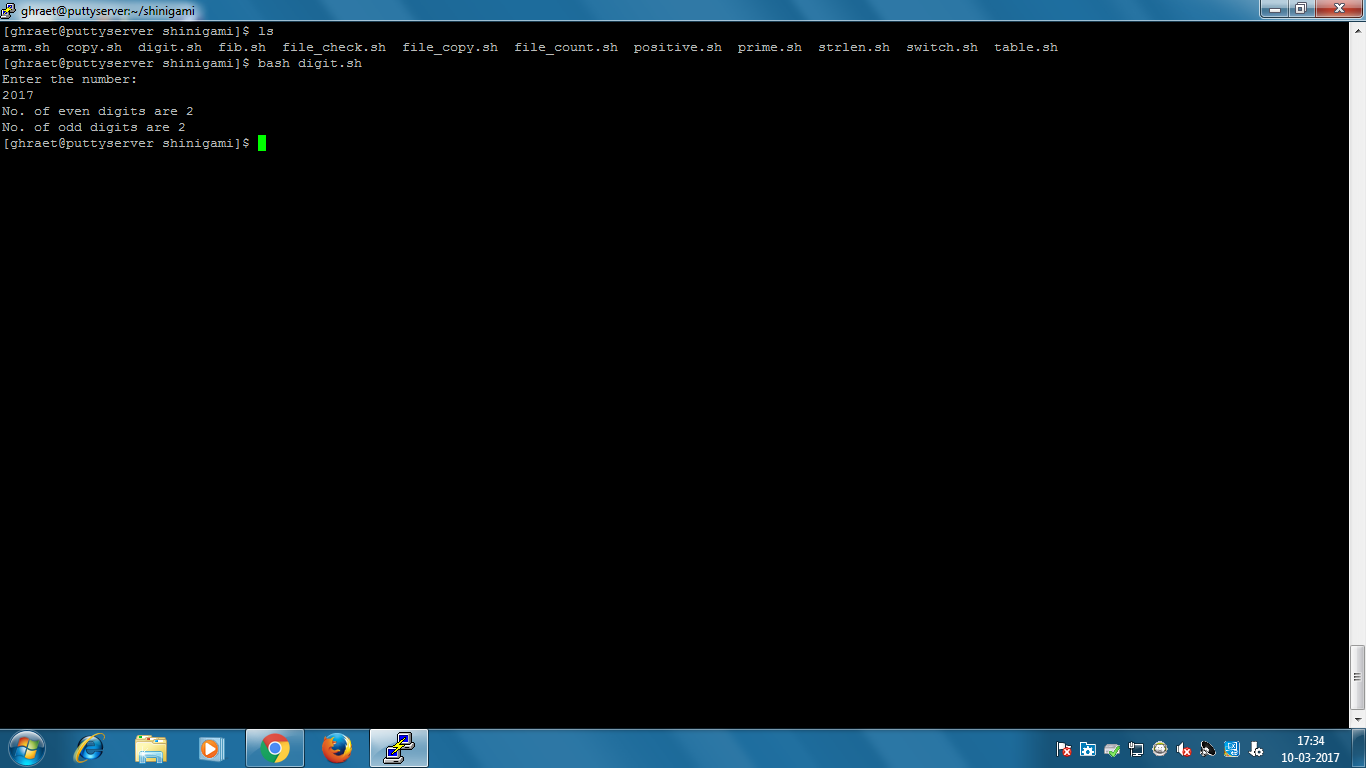 ghraet@puttyserver:~/shinigami
[ghraet@puttyserver shinigami]$ ls
arm.sh  copy.sh  digit.sh  fib.sh  file_check.sh  file_copy.sh  file_count.sh  positive.sh  prime.sh  strlen.sh  switch.sh  table.sh
[ghraet@puttyserver shinigami]$ bash digit.sh
Enter the number:
2017
No. of even digits are 2
No. of odd digits are 2
[ghraet@puttyserver shinigami]$
17:34
10-03-2017